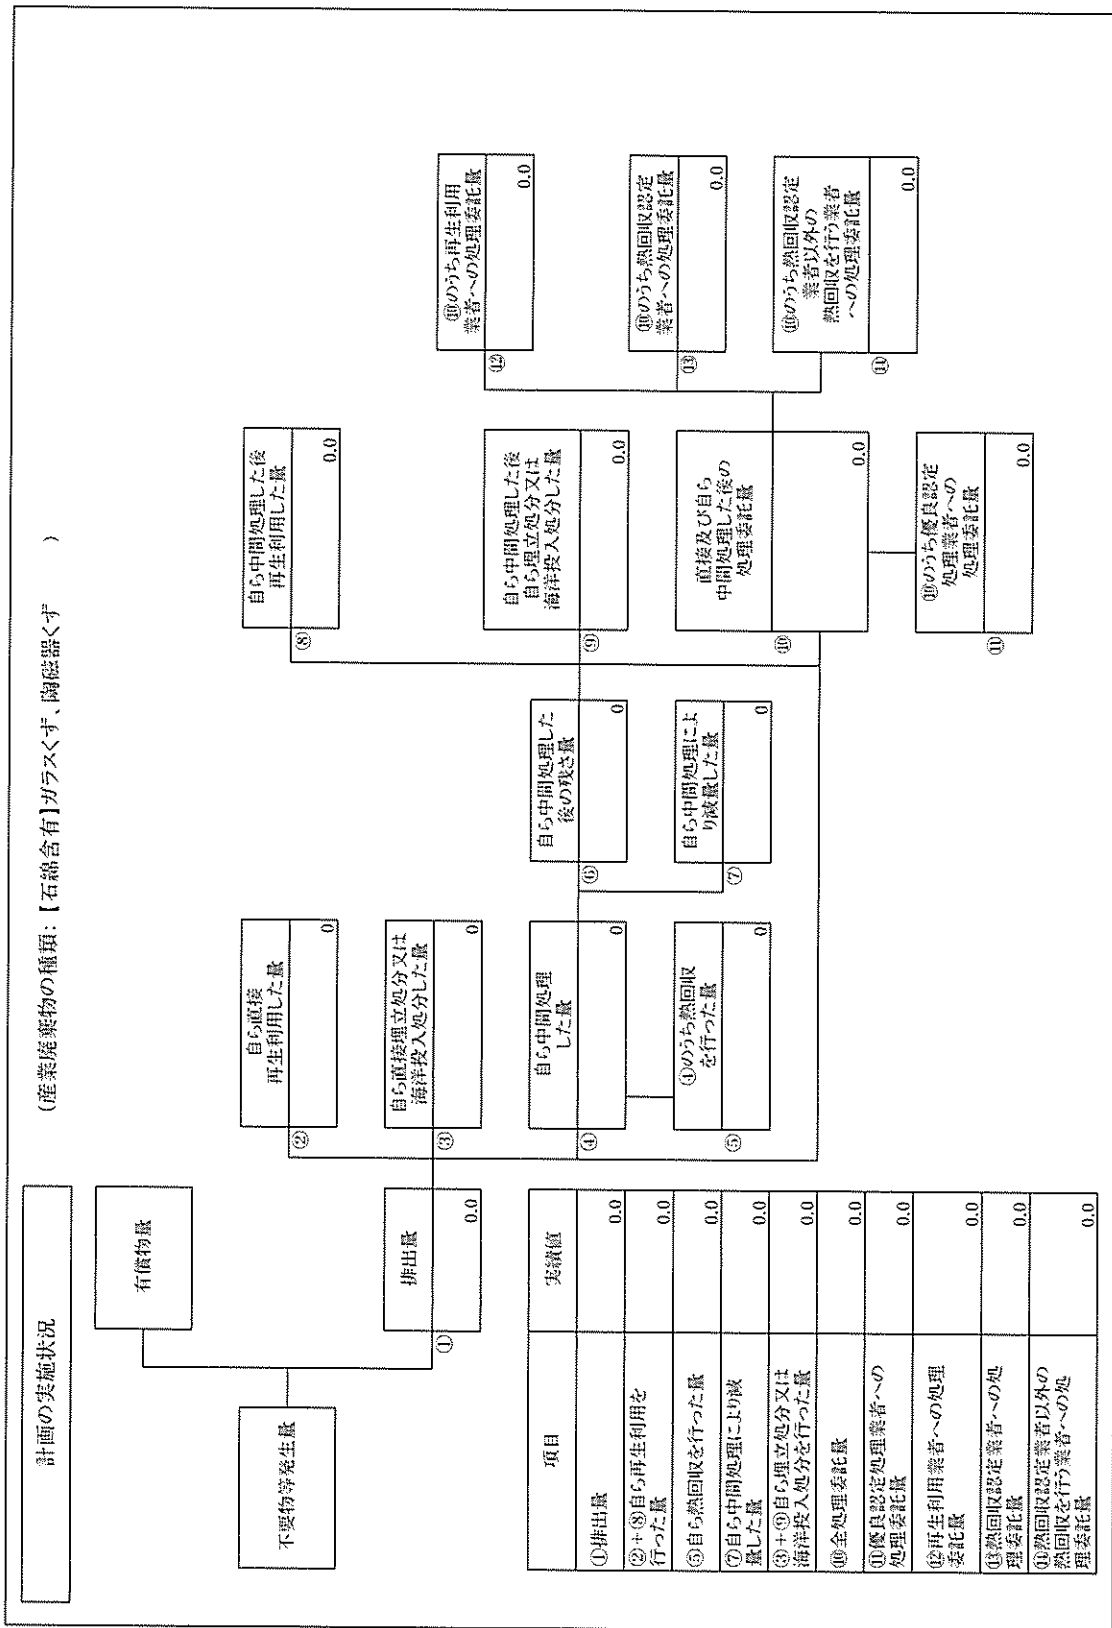 計画の実施状況
(産業廃棄物の種類:【石綿含有】ガラスくず、陶磁器くず )
不要物等発生量
有償物量
①
排出量
0.0
②
自ら直接
再生利用した量
0
③
自ら直接埋立処分又は
海洋投入処分した量
0
④
自ら中間処理
した量
0
⑤
④のうち熱回収
を行った量
0
⑥
自ら中間処理した
後の残さ量
0
⑦
自ら中間処理によ
り減量した量
0
⑧
自ら中間処理した後
再生利用した量
0.0
⑨
自ら中間処理した後
自ら埋立処分又は
海洋投入処分した量
0.0
⑩
直接及び自ら
中間処理した後の
処理委託量
0.0
⑪
⑩のうち優良認定
処理業者への
処理委託量
0.0
⑫
⑩のうち再生利用
業者への処理委託量
0.0
⑬
⑩のうち熱回収認定
業者への処理委託量
0.0
⑭
⑩のうち熱回収認定
業者以外の
熱回収を行う業者
への処理委託量
0.0
項目 実績値
①排出量 0.0
②+⑧自ら再生利用を
行った量 0.0
⑤自ら熱回収を行った量 0.0
⑦自ら中間処理により減
量した量 0.0
③+⑨自ら埋立処分又は
海洋投入処分を行った量 0.0
⑩全処理委託量 0.0
⑪優良認定処理業者への
処理委託量 0.0
⑫再生利用業者への処理
委託量 0.0
⑬熱回収認定業者への処
理委託量 0.0
⑭熱回収認定業者以外の
熱回収を行う業者への処
理委託量 0.0